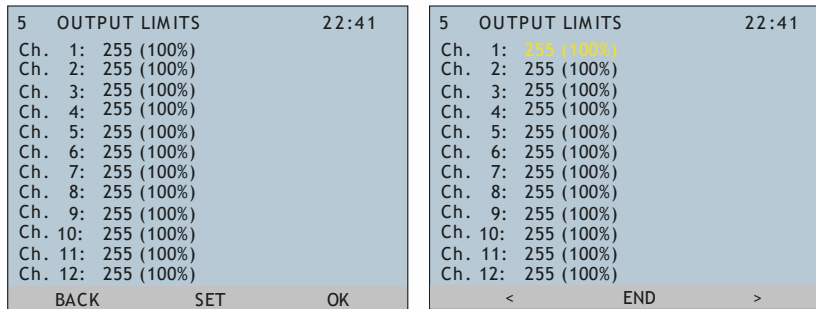 5 OUTPUT LIMITS 22:41
Ch. 1: 255 (100%)
Ch. 2: 255 (100%)
Ch. 3: 255 (100%)
Ch. 4: 255 (100%)
Ch. 5: 255 (100%)
Ch. 6: 255 (100%)
Ch. 7: 255 (100%)
Ch. 8: 255 (100%)
Ch. 9: 255 (100%)
Ch. 10: 255 (100%)
Ch. 11: 255 (100%)
Ch. 12: 255 (100%)
BACK SET OK
5 OUTPUT LIMITS 22:41
Ch. 1: 255 (100%)
Ch. 2: 255 (100%)
Ch. 3: 255 (100%)
Ch. 4: 255 (100%)
Ch. 5: 255 (100%)
Ch. 6: 255 (100%)
Ch. 7: 255 (100%)
Ch. 8: 255 (100%)
Ch. 9: 255 (100%)
Ch. 10: 255 (100%)
Ch. 11: 255 (100%)
Ch. 12: 255 (100%)
< END >